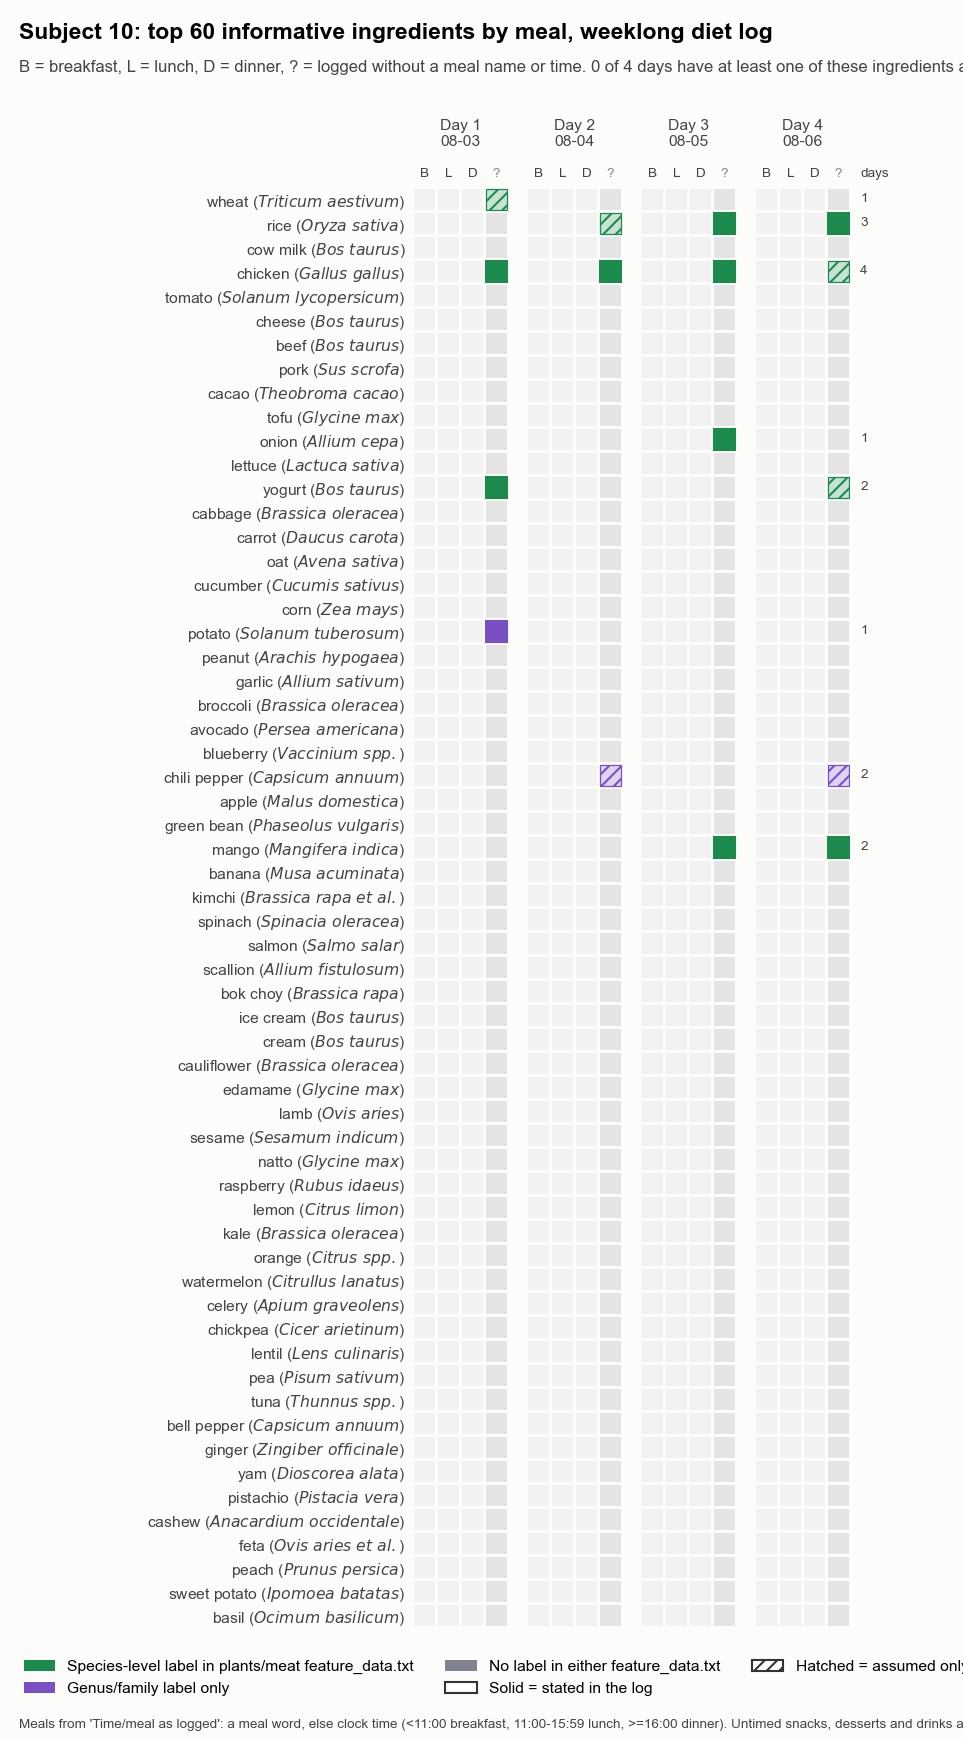 Subject 10: top 60 informative ingredients by meal, weeklong diet log
B = breakfast, L = lunch, D = dinner, ? = logged without a meal name or time. 0 of 4 days have at least one of these ingredients
Day 1 Day 2 Day 3 Day 4
08-03 08-04 08-05 08-06
B L D ? B L D ? B L D ? B L D ? days
wheat (Triticum aestivum) 1
rice (Oryza sativa) 3
cow milk (Bos taurus)
chicken (Gallus gallus) 4
tomato (Solanum lycopersicum)
cheese (Bos taurus)
beef (Bos taurus)
pork (Sus scrofa)
cacao (Theobroma cacao)
tofu (Glycine max)
onion (Allium cepa) 1
lettuce (Lactuca sativa)
yogurt (Bos taurus) 2
cabbage (Brassica oleracea)
carrot (Daucus carota)
oat (Avena sativa)
cucumber (Cucumis sativus)
corn (Zea mays)
potato (Solanum tuberosum) 1
peanut (Arachis hypogaea)
garlic (Allium sativum)
broccoli (Brassica oleracea)
avocado (Persea americana)
blueberry (Vaccinium spp. )
chili pepper (Capsicum annuum) 2
apple (Malus domestica)
green bean (Phaseolus vulgaris)
mango (Mangifera indica) 2
banana (Musa acuminata)
kimchi (Brassica rapa et al. )
spinach (Spinacia oleracea)
salmon (Salmo salar)
scallion (Allium fistulosum)
bok choy (Brassica rapa)
ice cream (Bos taurus)
cream (Bos taurus)
cauliflower (Brassica oleracea)
edamame (Glycine max)
lamb (Ovis aries)
sesame (Sesamum indicum)
natto (Glycine max)
raspberry (Rubus idaeus)
lemon (Citrus limon)
kale (Brassica oleracea)
orange (Citrus spp. )
watermelon (Citrullus lanatus)
celery (Apium graveolens)
chickpea (Cicer arietinum)
lentil (Lens culinaris)
pea (Pisum sativum)
tuna (Thunnus spp. )
bell pepper (Capsicum annuum)
ginger (Zingiber officinale)
yam (Dioscorea alata)
pistachio (Pistacia vera)
cashew (Anacardium occidentale)
feta (Ovis aries et al. )
peach (Prunus persica)
sweet potato (Ipomoea batatas)
basil (Ocimum basilicum)
Species-level label in plants/meat feature_data.txt No label in either feature_data.txt Hatched = assumed only
Genus/family label only Solid = stated in the log
Meals from 'Time/meal as logged': a meal word, else clock time (<11:00 breakfast, 11:00-15:59 lunch, >=16:00 dinner). Untimed snacks, desserts and drinks